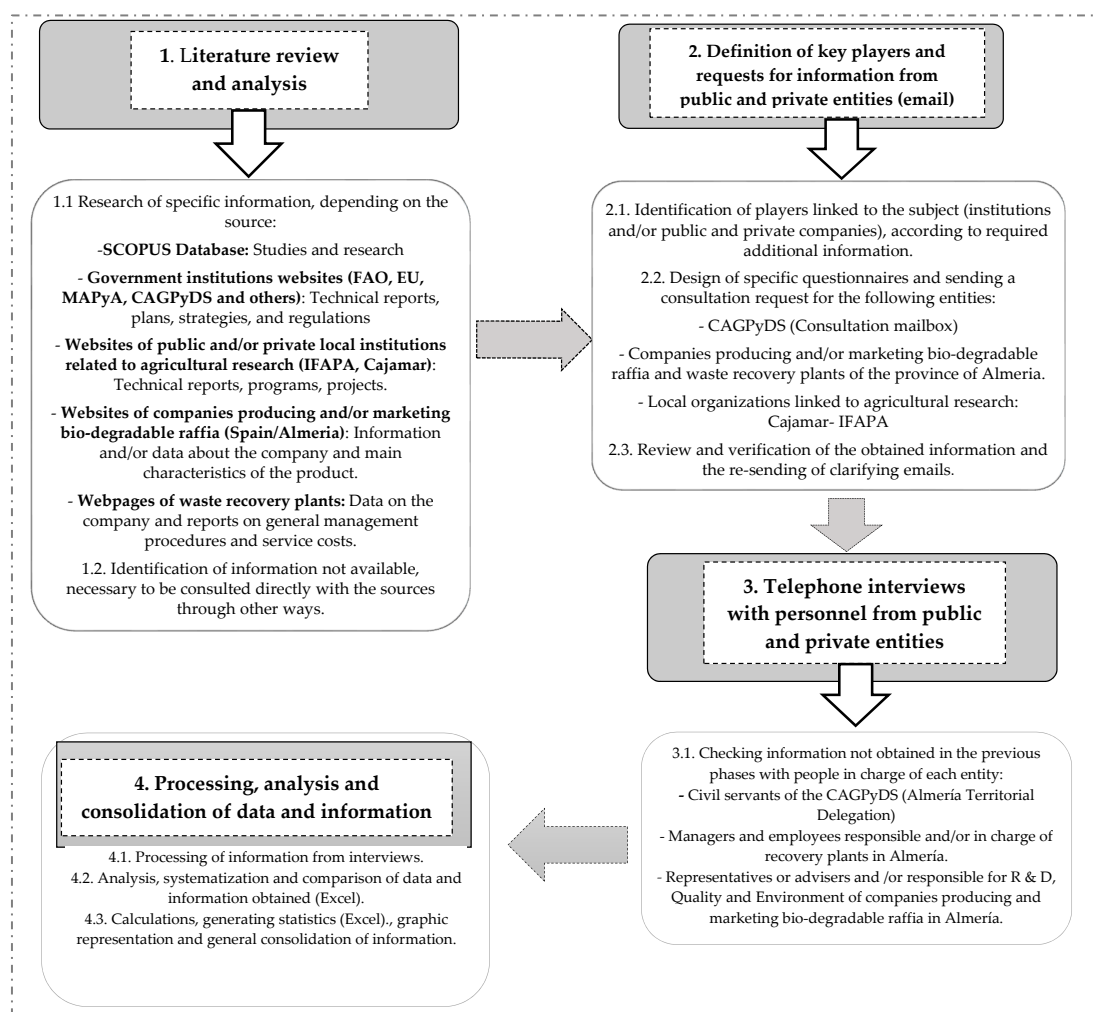 1. Literature review
and analysis
1.1 Research of specific information, depending on the
source:
-SCOPUS Database: Studies and research
- Government institutions websites (FAO, EU,
MAPyA, CAGPyDS and others): Technical reports,
plans, strategies, and regulations
- Websites of public and/or private local institutions
related to agricultural research (IFAPA, Cajamar):
Technical reports, programs, projects.
- Websites of companies producing and/or marketing
bio-degradable raffia (Spain/Almeria): Information
and/or data about the company and main
characteristics of the product.
- Webpages of waste recovery plants: Data on the
company and reports on general management
procedures and service costs.
1.2. Identification of information not available,
necessary to be consulted directly with the sources
through other ways.
2. Definition of key players and
requests for information from
public and private entities (email)
2.1. Identification of players linked to the subject (institutions
and/or public and private companies), according to required
additional information.
2.2. Design of specific questionnaires and sending a
consultation request for the following entities:
- CAGPyDS (Consultation mailbox)
- Companies producing and/or marketing bio-degradable
raffia and waste recovery plants of the province of Almeria.
- Local organizations linked to agricultural research:
Cajamar- IFAPA
2.3. Review and verification of the obtained information and
the re-sending of clarifying emails.
3. Telephone interviews
with personnel from public
and private entities
3.1. Checking information not obtained in the previous
phases with people in charge of each entity:
- Civil servants of the CAGPyDS (Almería Territorial
Delegation)
- Managers and employees responsible and/or in charge of
recovery plants in Almería.
- Representatives or advisers and /or responsible for R & D,
Quality and Environment of companies producing and
marketing bio-degradable raffia in Almería.
4. Processing, analysis and
consolidation of data and information
4.1. Processing of information from interviews.
4.2. Analysis, systematization and comparison of data and
information obtained (Excel).
4.3. Calculations, generating statistics (Excel)., graphic
representation and general consolidation of information.